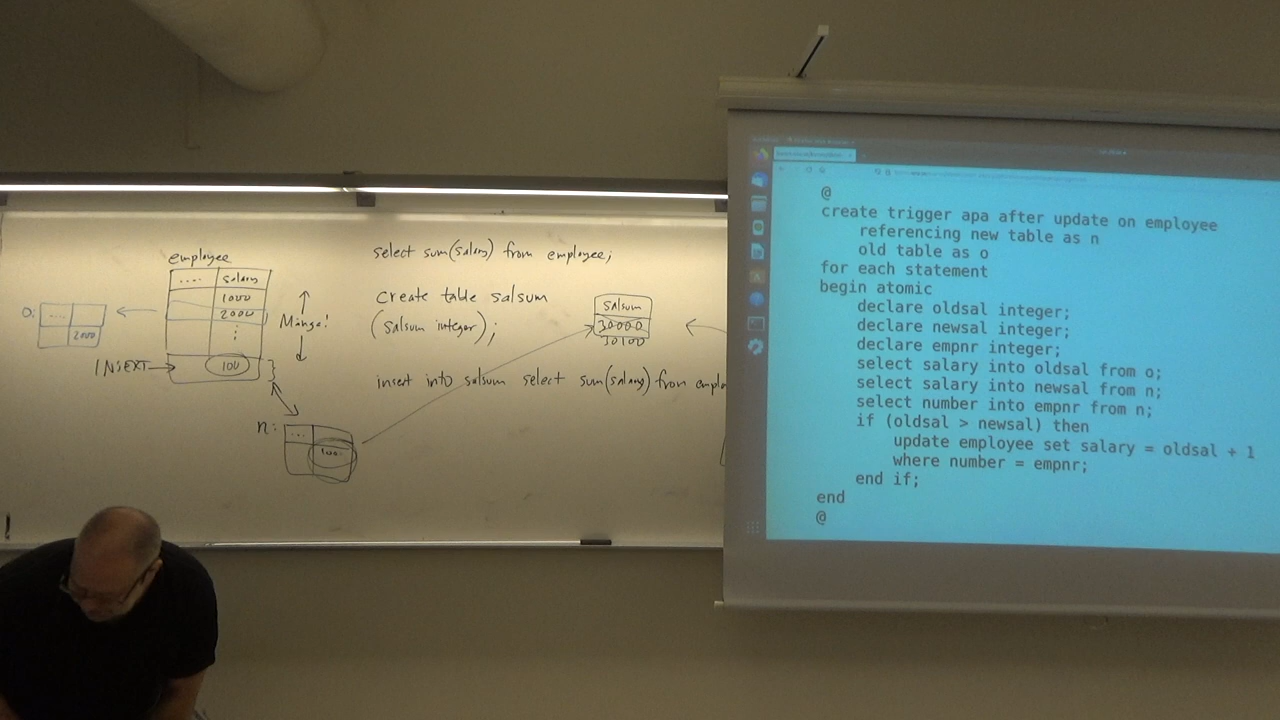 employee
.... salary
1000
2000
⋮
100
INSERT
Många!
o:
...
2000
n:
...
100
select sum(salary) from employee;
create table salsum
(salsum integer);
insert into salsum select sum(salary) from emplo
salsum
30000
30100
@
create trigger apa after update on employee
referencing new table as n
old table as o
for each statement
begin atomic
declare oldsal integer;
declare newsal integer;
declare empnr integer;
select salary into oldsal from o;
select salary into newsal from n;
select number into empnr from n;
if (oldsal > newsal) then
update employee set salary = oldsal + 1
where number = empnr;
end if;
end
@